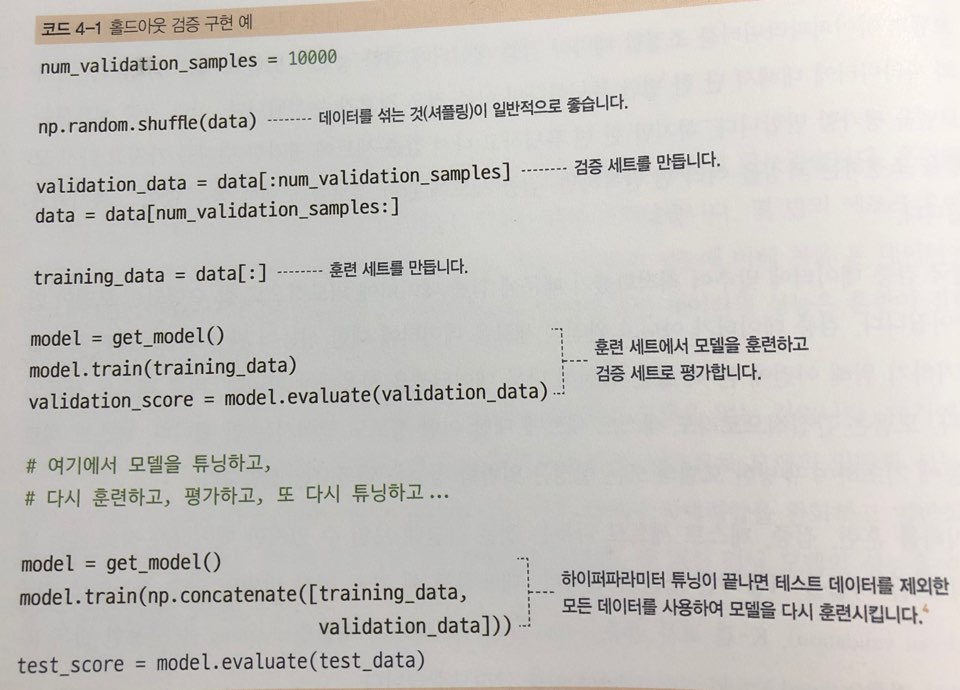 코드 4-1 홀드아웃 검증 구현 예
num_validation_samples = 10000
np.random.shuffle(data) -------- 데이터를 섞는 것(셔플링)이 일반적으로 좋습니다.
validation_data = data[:num_validation_samples] -------- 검증 세트를 만듭니다.
data = data[num_validation_samples:]
training_data = data[:] -------- 훈련 세트를 만듭니다.
model = get_model()
model.train(training_data)
validation_score = model.evaluate(validation_data)
훈련 세트에서 모델을 훈련하고
검증 세트로 평가합니다.
# 여기에서 모델을 튜닝하고,
# 다시 훈련하고, 평가하고, 또 다시 튜닝하고...
model = get_model()
model.train(np.concatenate([training_data,
validation_data]))
하이퍼파라미터 튜닝이 끝나면 테스트 데이터를 제외한
모든 데이터를 사용하여 모델을 다시 훈련시킵니다.4
test_score = model.evaluate(test_data)